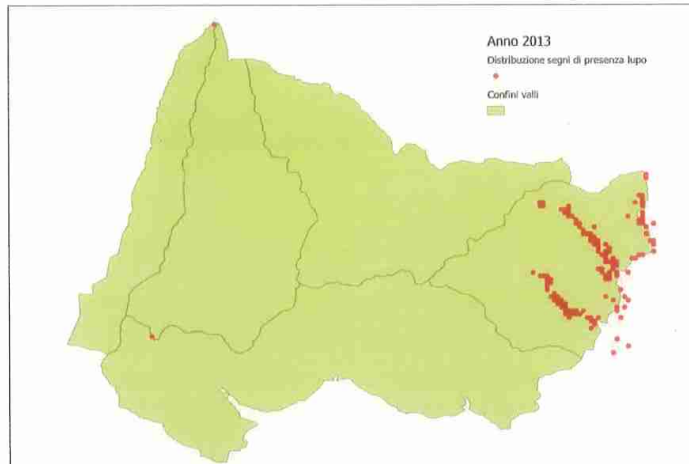 Anno 2013
Distribuzione segni di presenza lupo
Confini valli